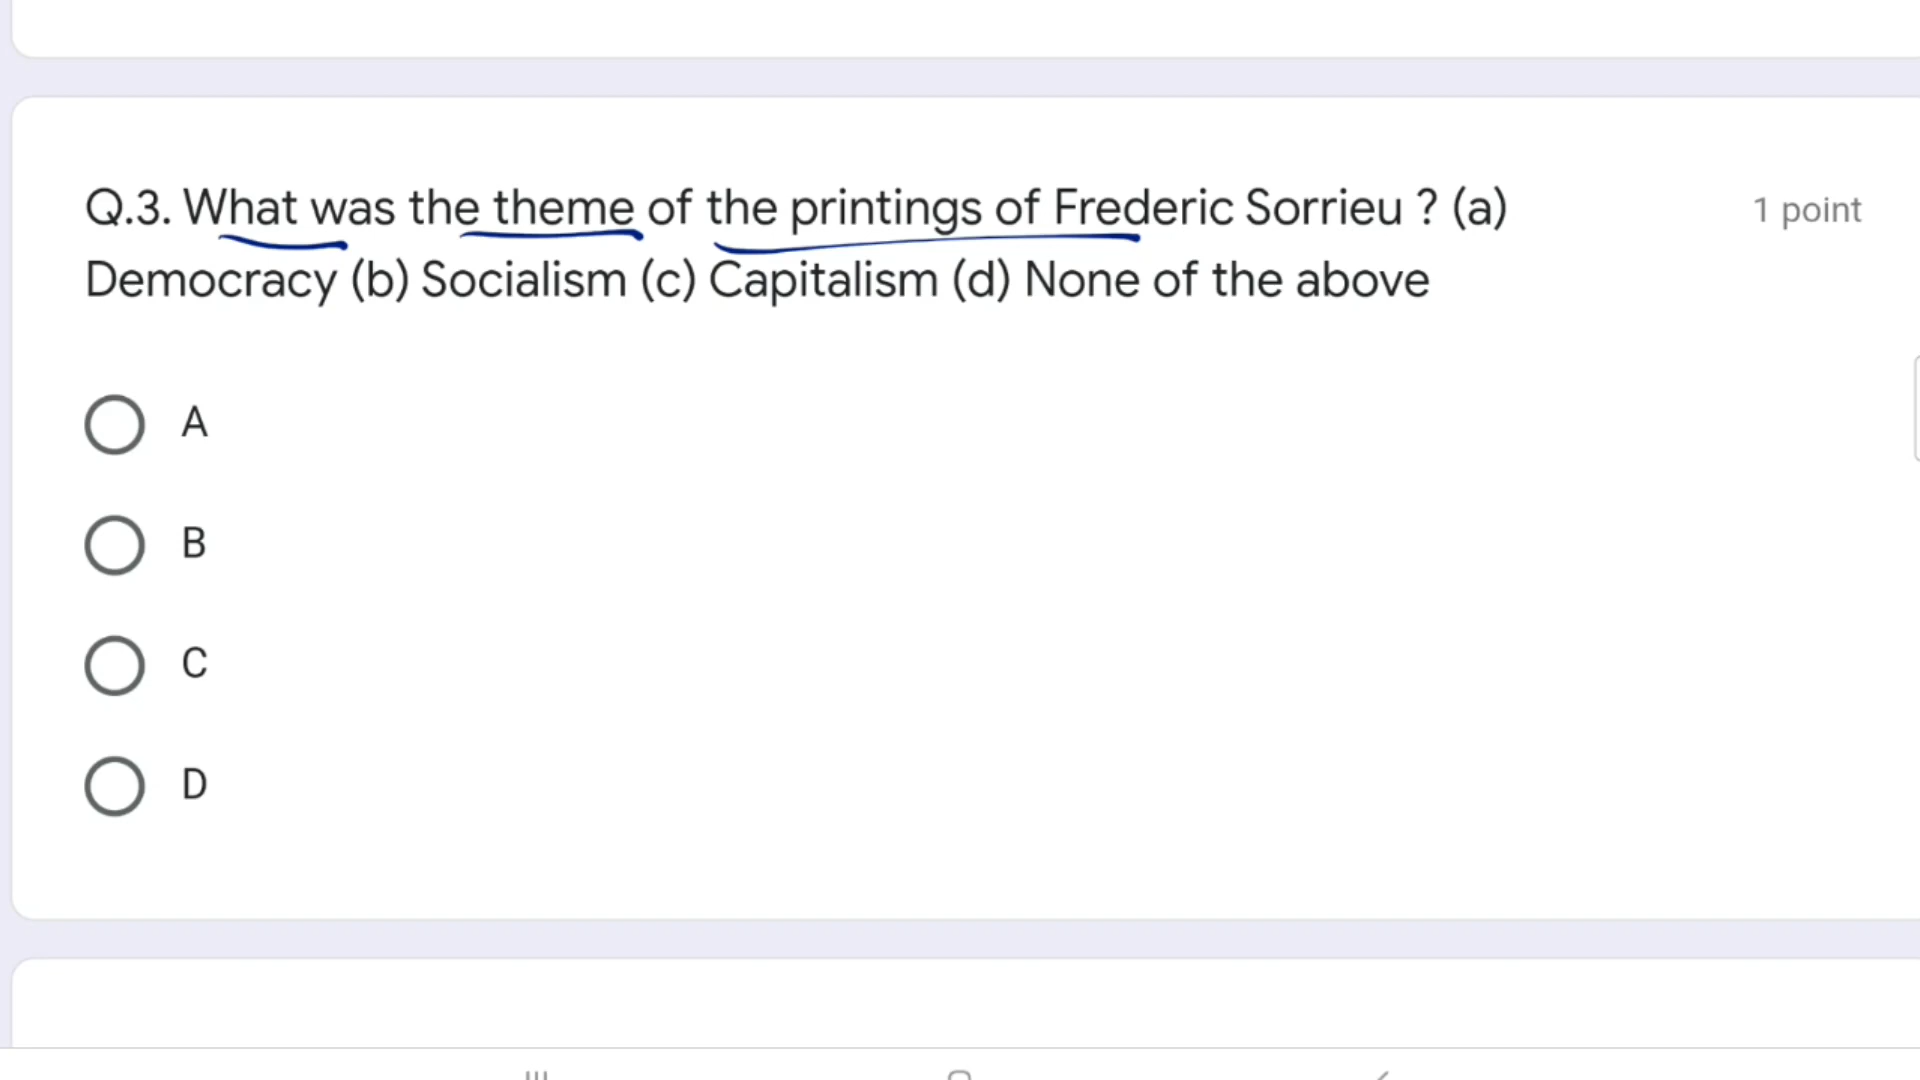 Q.3. What was the theme of the printings of Frederic Sorrieu ? (a)
1 point
Democracy (b) Socialism (c) Capitalism (d) None of the above
A
B
C
D